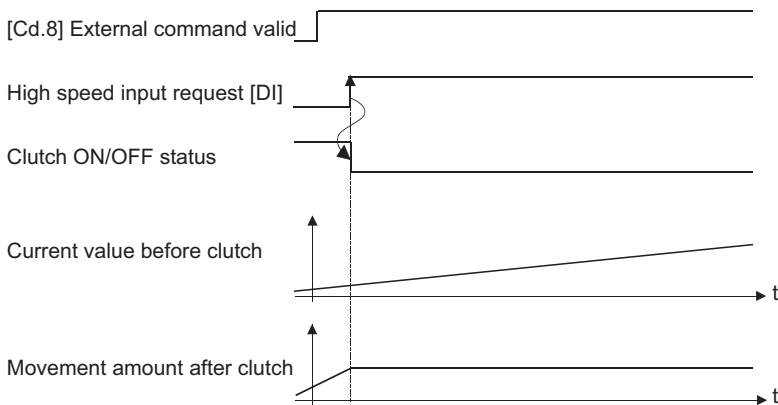 [Cd.8] External command valid
High speed input request [DI]
Clutch ON/OFF status
Current value before clutch
t
Movement amount after clutch
t